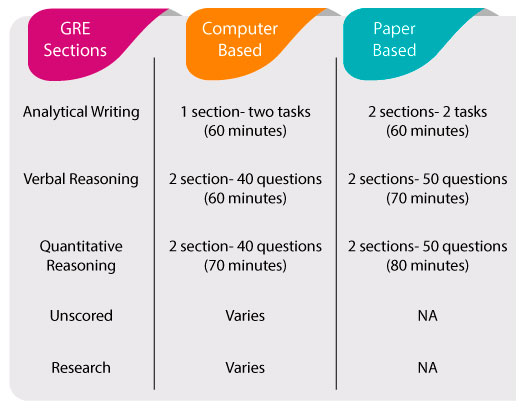 GRE
Sections
Computer
Based
Paper
Based
Analytical Writing
1 section- two tasks
(60 minutes)
2 sections- 2 tasks
(60 minutes)
Verbal Reasoning
2 section- 40 questions
(60 minutes)
2 sections- 50 questions
(70 minutes)
Quantitative
Reasoning
2 section- 40 questions
(70 minutes)
2 sections- 50 questions
(80 minutes)
Unscored
Varies
NA
Research
Varies
NA